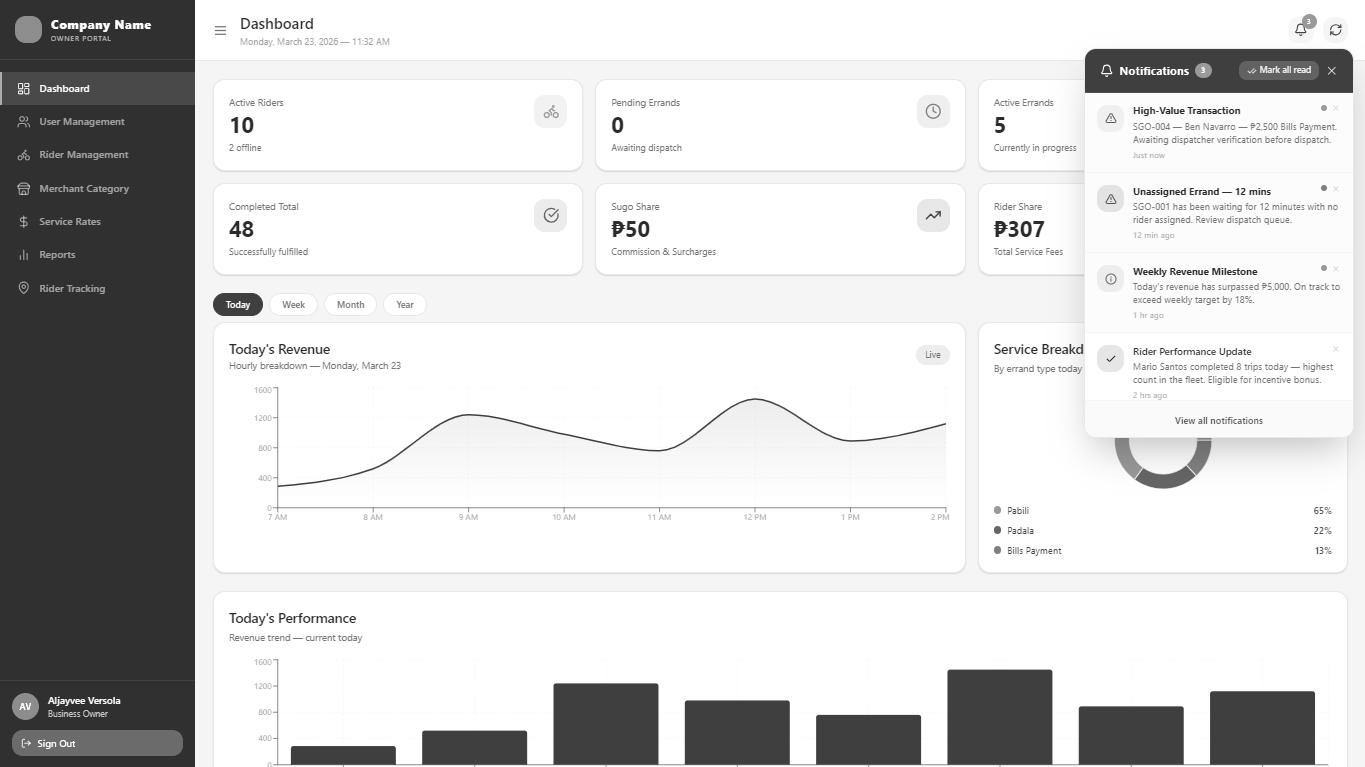 Company Name
OWNER PORTAL
Dashboard
User Management
Rider Management
Merchant Category
Service Rates
Reports
Rider Tracking
AV
Aljayvee Versola
Business Owner
Sign Out
Dashboard
Monday, March 23, 2026 — 11:32 AM
3
Active Riders
10
2 offline
Pending Errands
0
Awaiting dispatch
Active Errands
5
Currently in progress
Completed Total
48
Successfully fulfilled
Sugo Share
₱50
Commission & Surcharges
Rider Share
₱307
Total Service Fees
Notifications 3
Mark all read
High-Value Transaction
SGO-004 — Ben Navarro — ₱2,500 Bills Payment.
Awaiting dispatcher verification before dispatch.
Just now
Unassigned Errand — 12 mins
SGO-001 has been waiting for 12 minutes with no
rider assigned. Review dispatch queue.
12 min ago
Weekly Revenue Milestone
Today's revenue has surpassed ₱5,000. On track to
exceed weekly target by 18%.
1 hr ago
Rider Performance Update
Mario Santos completed 8 trips today — highest
count in the fleet. Eligible for incentive bonus.
2 hrs ago
View all notifications
Today Week Month Year
Today's Revenue
Hourly breakdown — Monday, March 23
Live
1600
1200
800
400
0
7 AM 8 AM 9 AM 10 AM 11 AM 12 PM 1 PM 2 PM
Service Breakd
By errand type today
Pabili 65%
Padala 22%
Bills Payment 13%
Today's Performance
Revenue trend — current today
1600
1200
800
400
0